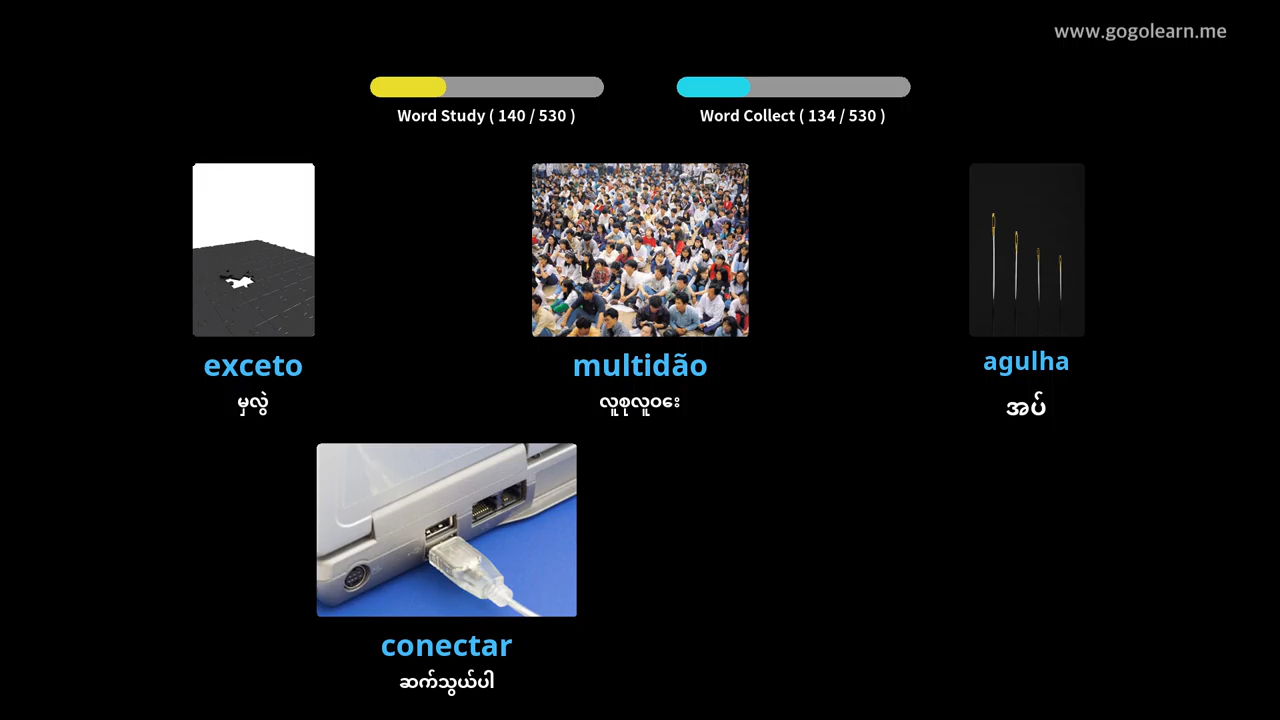 www.gogolearn.me
Word Study ( 140 / 530 )
Word Collect ( 134 / 530 )
exceto
မှလွဲ
multidão
လူစုလူဝေး
agulha
အပ်
conectar
ဆက်သွယ်ပါ